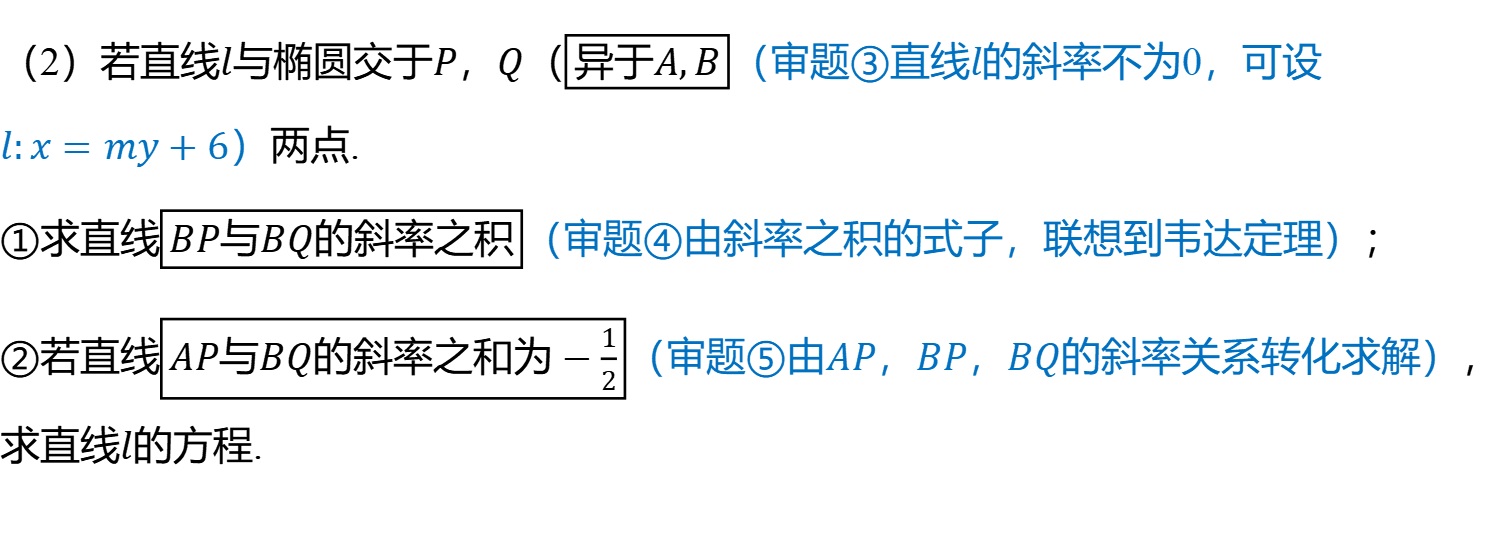 （2）若直线l与椭圆交于P，Q（异于A,B（审题③直线l的斜率不为0，可设
l:x = my + 6）两点.
①求直线BP与BQ的斜率之积（审题④由斜率之积的式子，联想到韦达定理）；
②若直线AP与BQ的斜率之和为−1/2（审题⑤由AP，BP，BQ的斜率关系转化求解），
求直线l的方程.